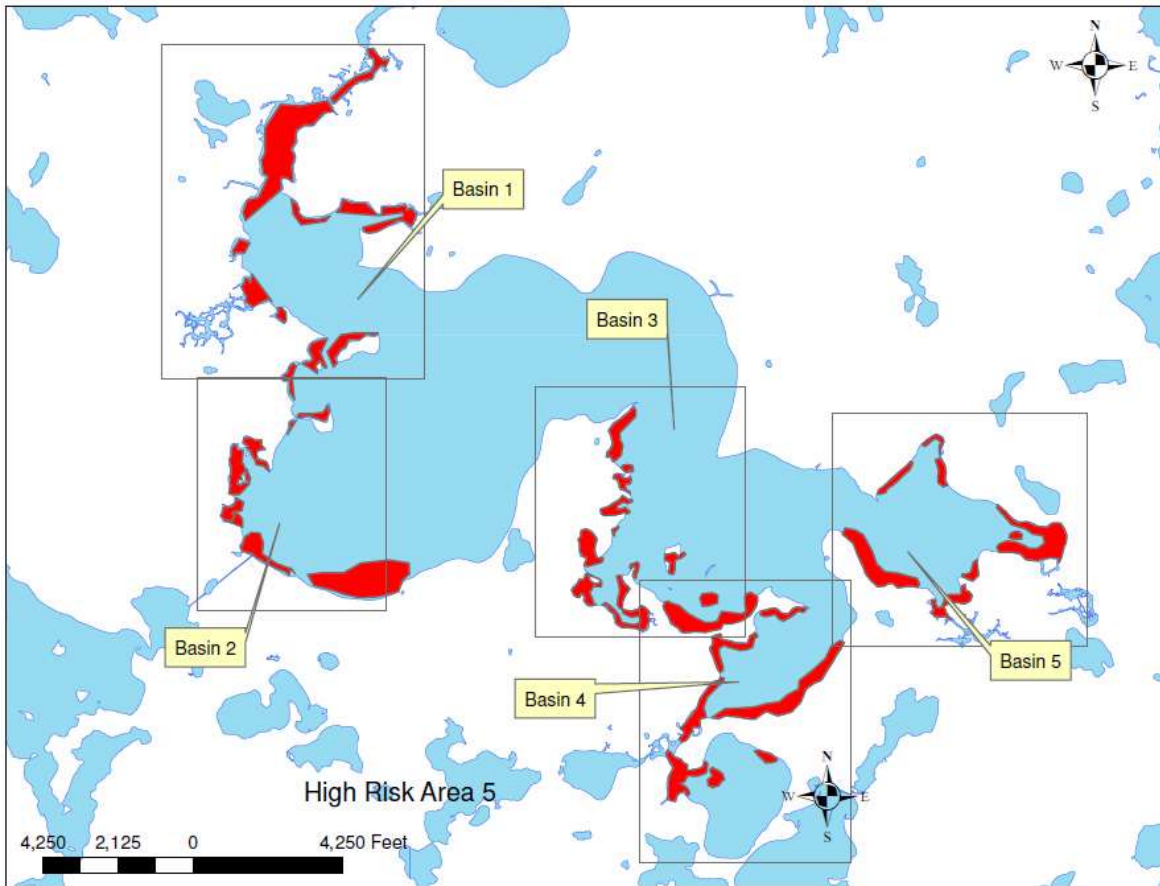 N
W E
S
Basin 1
Basin 3
Basin 2
Basin 5
Basin 4
N
W E
S
High Risk Area 5
4,250 2,125 0 4,250 Feet